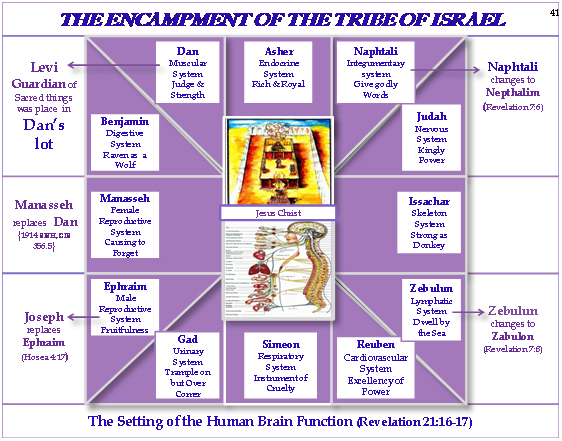 THE ENCAMPMENT OF THE TRIBE OF ISRAEL
41
Levi
Guardian of
Sacred things
was place in
Dan's
lot
Dan
Muscular
System
Judge &
Strength
Asher
Endocrine
System
Rich & Royal
Naphtali
Integumentary
system
Give godly
Words
Naphtali
changes to
Nepthalim
(Revelation 7:6)
Benjamin
Digestive
System
Raven as a
Wolf
Judah
Nervous
System
Kingly
Power
Manasseh
replaces Dan
Manasseh
Female
Reproductive
System
Causing to
Forget
Jesus Christ
Issachar
Skeleton
System
Strong as
Donkey
Joseph
replaces
Ephraim
(Hosea 4:17)
Ephraim
Male
Reproductive
System
Fruitfulness
Gad
Urinary
System
Trample on
but Over
Comer
Simeon
Respiratory
System
Instrument of
Cruelty
Reuben
Cardiovascular
System
Excellency of
Power
Zebulun
Lymphatic
System
Dwell by
the Sea
Zebulun
changes to
Zabulon
The Setting of the Human Brain Function (Revelation 21:16-17)